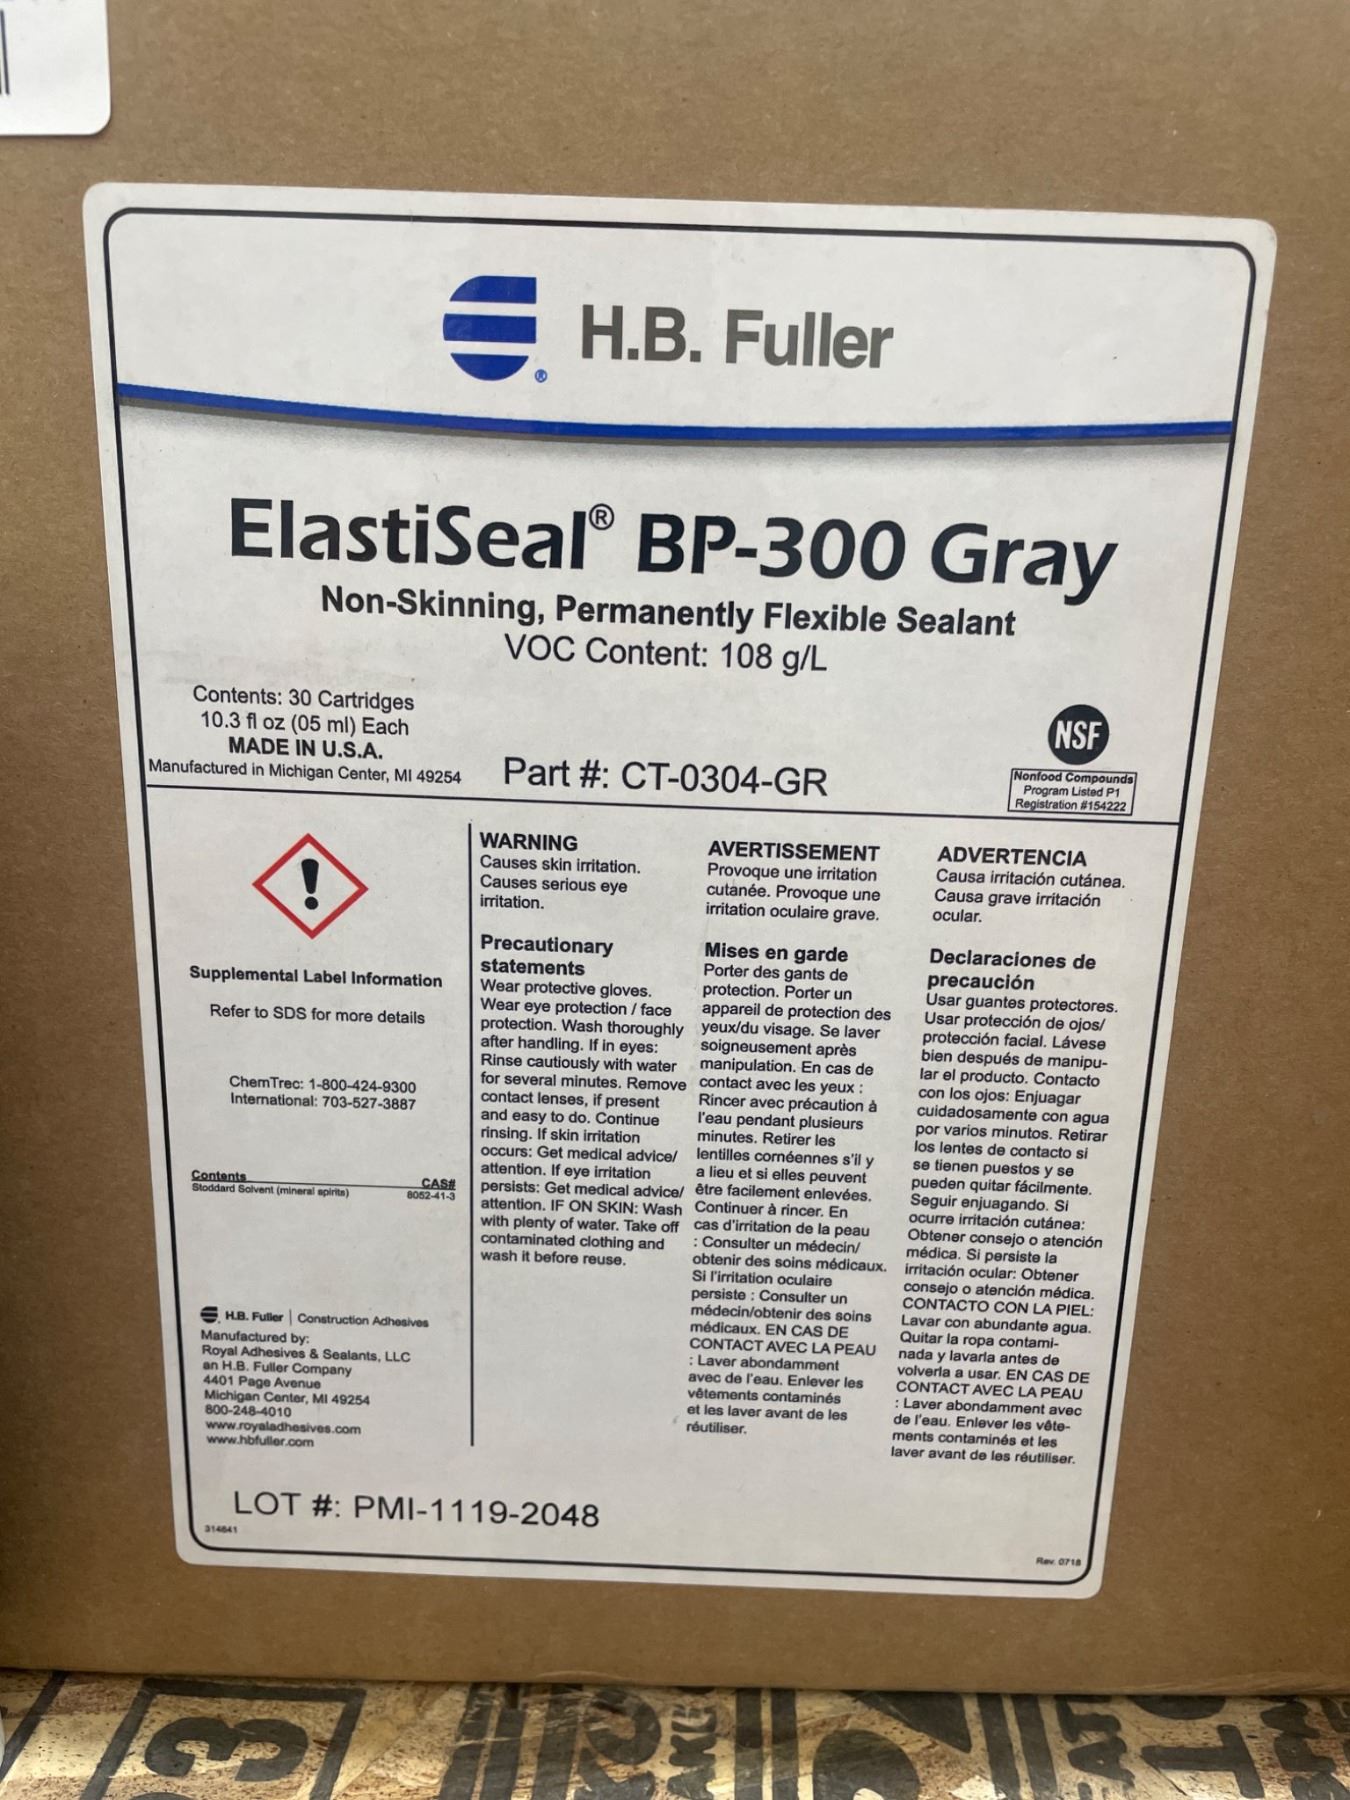 H.B. Fuller
®
ElastiSeal® BP-300 Gray
Non-Skinning, Permanently Flexible Sealant
VOC Content: 108 g/L
Contents: 30 Cartridges
10.3 fl oz (05 ml) Each
MADE IN U.S.A.
Manufactured in Michigan Center, MI 49254
Part #: CT-0304-GR
NSF
Nonfood Compounds
Program Listed P1
Registration #154222
Supplemental Label Information
Refer to SDS for more details
ChemTrec: 1-800-424-9300
International: 703-527-3887
Contents CAS#
Stoddard Solvent (mineral spirits) 8052-41-3
H.B. Fuller | Construction Adhesives
Manufactured by:
Royal Adhesives & Sealants, LLC
an H.B. Fuller Company
4401 Page Avenue
Michigan Center, MI 49254
800-248-4010
www.royaladhesives.com
www.hbfuller.com
WARNING
Causes skin irritation.
Causes serious eye
irritation.
Precautionary
statements
Wear protective gloves.
Wear eye protection / face
protection. Wash thoroughly
after handling. If in eyes:
Rinse cautiously with water
for several minutes. Remove
contact lenses, if present
and easy to do. Continue
rinsing. If skin irritation
occurs: Get medical advice/
attention. If eye irritation
persists: Get medical advice/
attention. IF ON SKIN: Wash
with plenty of water. Take off
contaminated clothing and
wash it before reuse.
AVERTISSEMENT
Provoque une irritation
cutanée. Provoque une
irritation oculaire grave.
Mises en garde
Porter des gants de
protection. Porter un
appareil de protection des
yeux/du visage. Se laver
soigneusement après
manipulation. En cas de
contact avec les yeux :
Rincer avec précaution à
l'eau pendant plusieurs
minutes. Retirer les
lentilles cornéennes s'il y
a lieu et si elles peuvent
être facilement enlevées.
Continuer à rincer. En
cas d'irritation de la peau
: Consulter un médecin/
obtenir des soins médicaux.
Si l'irritation oculaire
persiste : Consulter un
médecin/obtenir des soins
médicaux. EN CAS DE
CONTACT AVEC LA PEAU
: Laver abondamment
avec de l'eau. Enlever les
vêtements contaminés
et les laver avant de les
réutiliser.
ADVERTENCIA
Causa irritación cutánea.
Causa grave irritación
ocular.
Declaraciones de
precaución
Usar guantes protectores.
Usar protección de ojos/
protección facial. Lávese
bien después de manipu-
lar el producto. Contacto
con los ojos: Enjuagar
cuidadosamente con agua
por varios minutos. Retirar
los lentes de contacto si
se tienen puestos y se
pueden quitar fácilmente.
Seguir enjuagando. Si
ocurre irritación cutánea:
Obtener consejo o atención
médica. Si persiste la
irritación ocular: Obtener
consejo o atención médica.
CONTACTO CON LA PIEL:
Lavar con abundante agua.
Quitar la ropa contami-
nada y lavarla antes de
volverla a usar. EN CAS DE
CONTACT AVEC LA PEAU
: Laver abondamment avec
de l'eau. Enlever les vête-
ments contaminés et les
laver avant de les réutiliser.
LOT #: PMI-1119-2048
314641
Rev. 0718